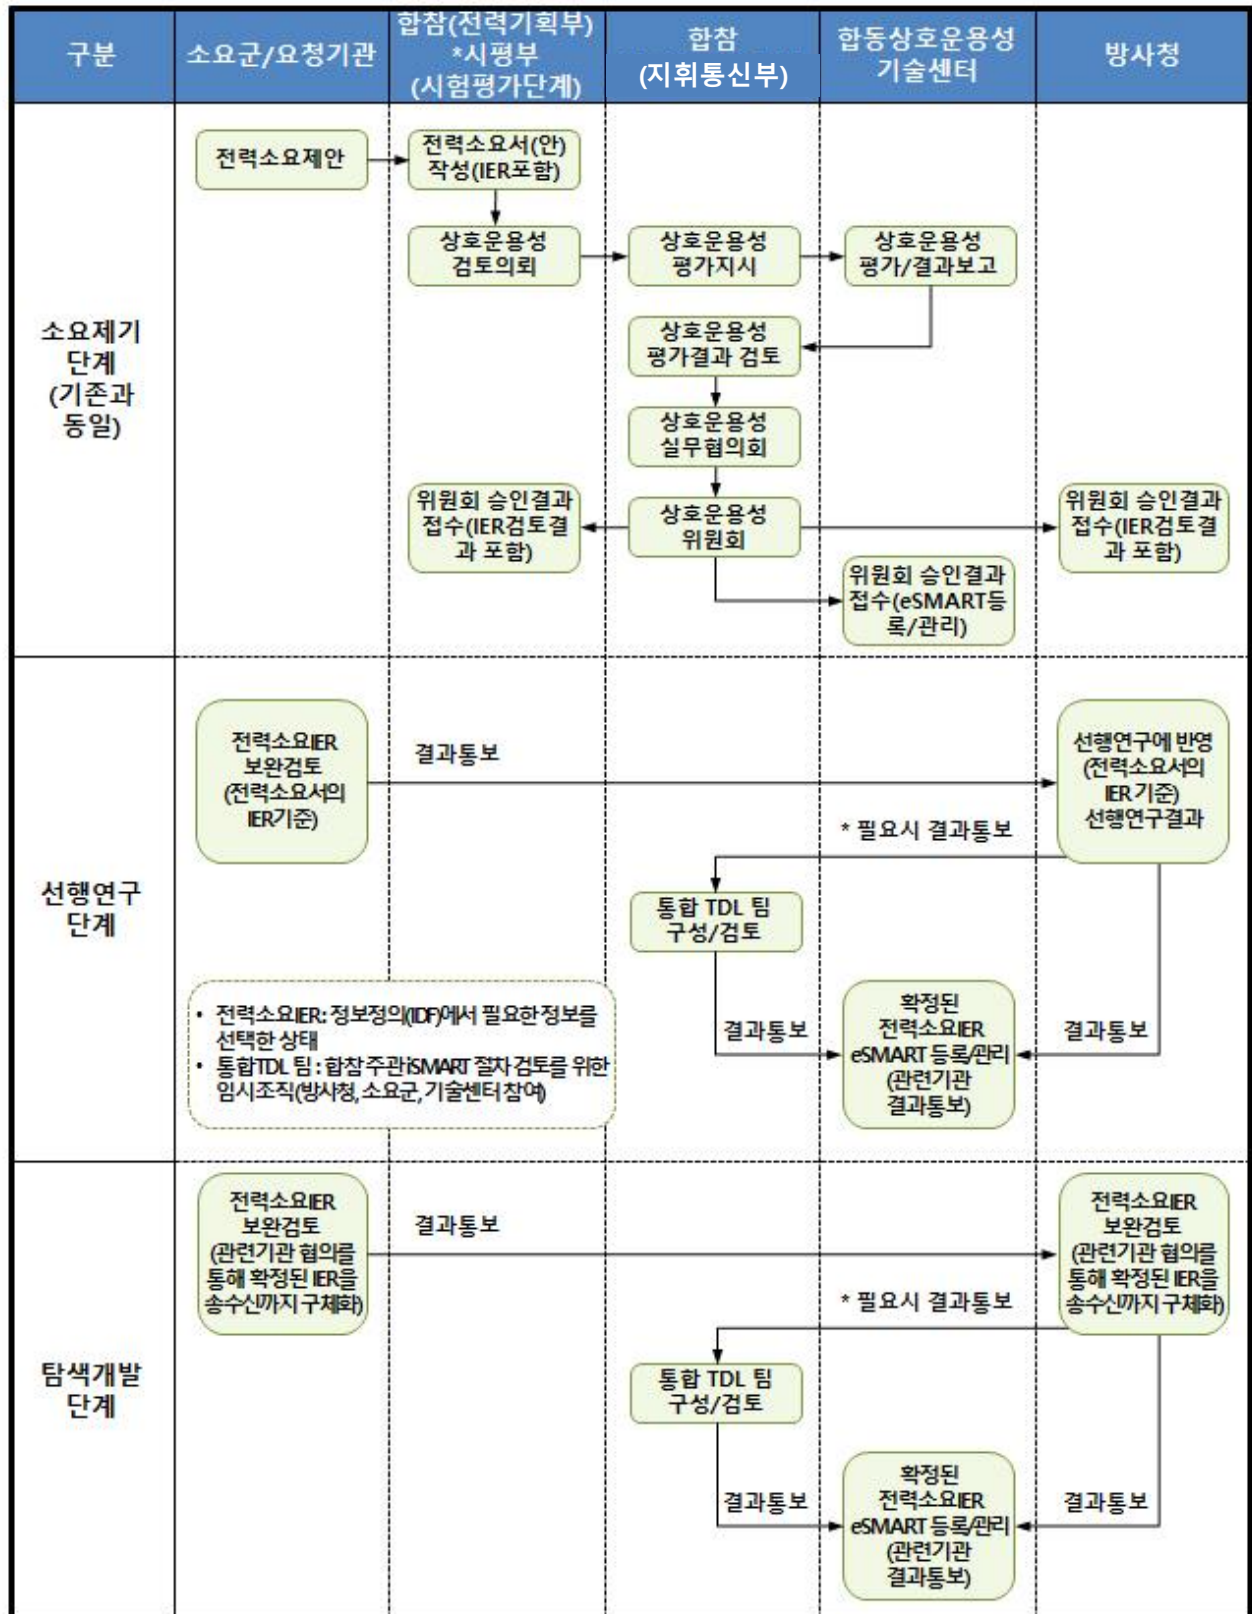 구분
소요군/요청기관
합참(전력기획부)
*시평부
(시험평가단계)
합참
(지휘통신부)
합동상호운용성
기술센터
방사청
소요제기
단계
(기존과
동일)
전력소요제안
전력소요서(안)
작성(IER포함)
상호운용성
검토의뢰
상호운용성
평가지시
상호운용성
평가/결과보고
상호운용성
평가결과 검토
상호운용성
실무협의회
위원회 승인결과
접수(IER검토결
과 포함)
상호운용성
위원회
위원회 승인결과
접수(IER검토결
과 포함)
위원회 승인결과
접수(eSMART등
록/관리)
선행연구
단계
전력소요IER
보완검토
(전력소요서의
IER기준)
결과통보
선행연구에 반영
(전력소요서의
IER 기준)
선행연구결과
* 필요시 결과통보
통합 TDL 팀
구성/검토
• 전력소요IER : 정보정의(IDF)에서 필요한 정보를
선택한 상태
• 통합TDL 팀 : 합참 주관 iSMART 절차 검토를 위한
임시조직(방사청, 소요군, 기술센터 참여)
결과통보
확정된
전력소요IER
eSMART 등록/관리
(관련기관
결과통보)
결과통보
탐색개발
단계
전력소요IER
보완검토
(관련기관 협의를
통해 확정된 IER을
송수신까지 구체화)
결과통보
전력소요IER
보완검토
(관련기관 협의를
통해 확정된 IER을
송수신까지 구체화)
* 필요시 결과통보
통합 TDL 팀
구성/검토
결과통보
확정된
전력소요IER
eSMART 등록/관리
(관련기관
결과통보)
결과통보